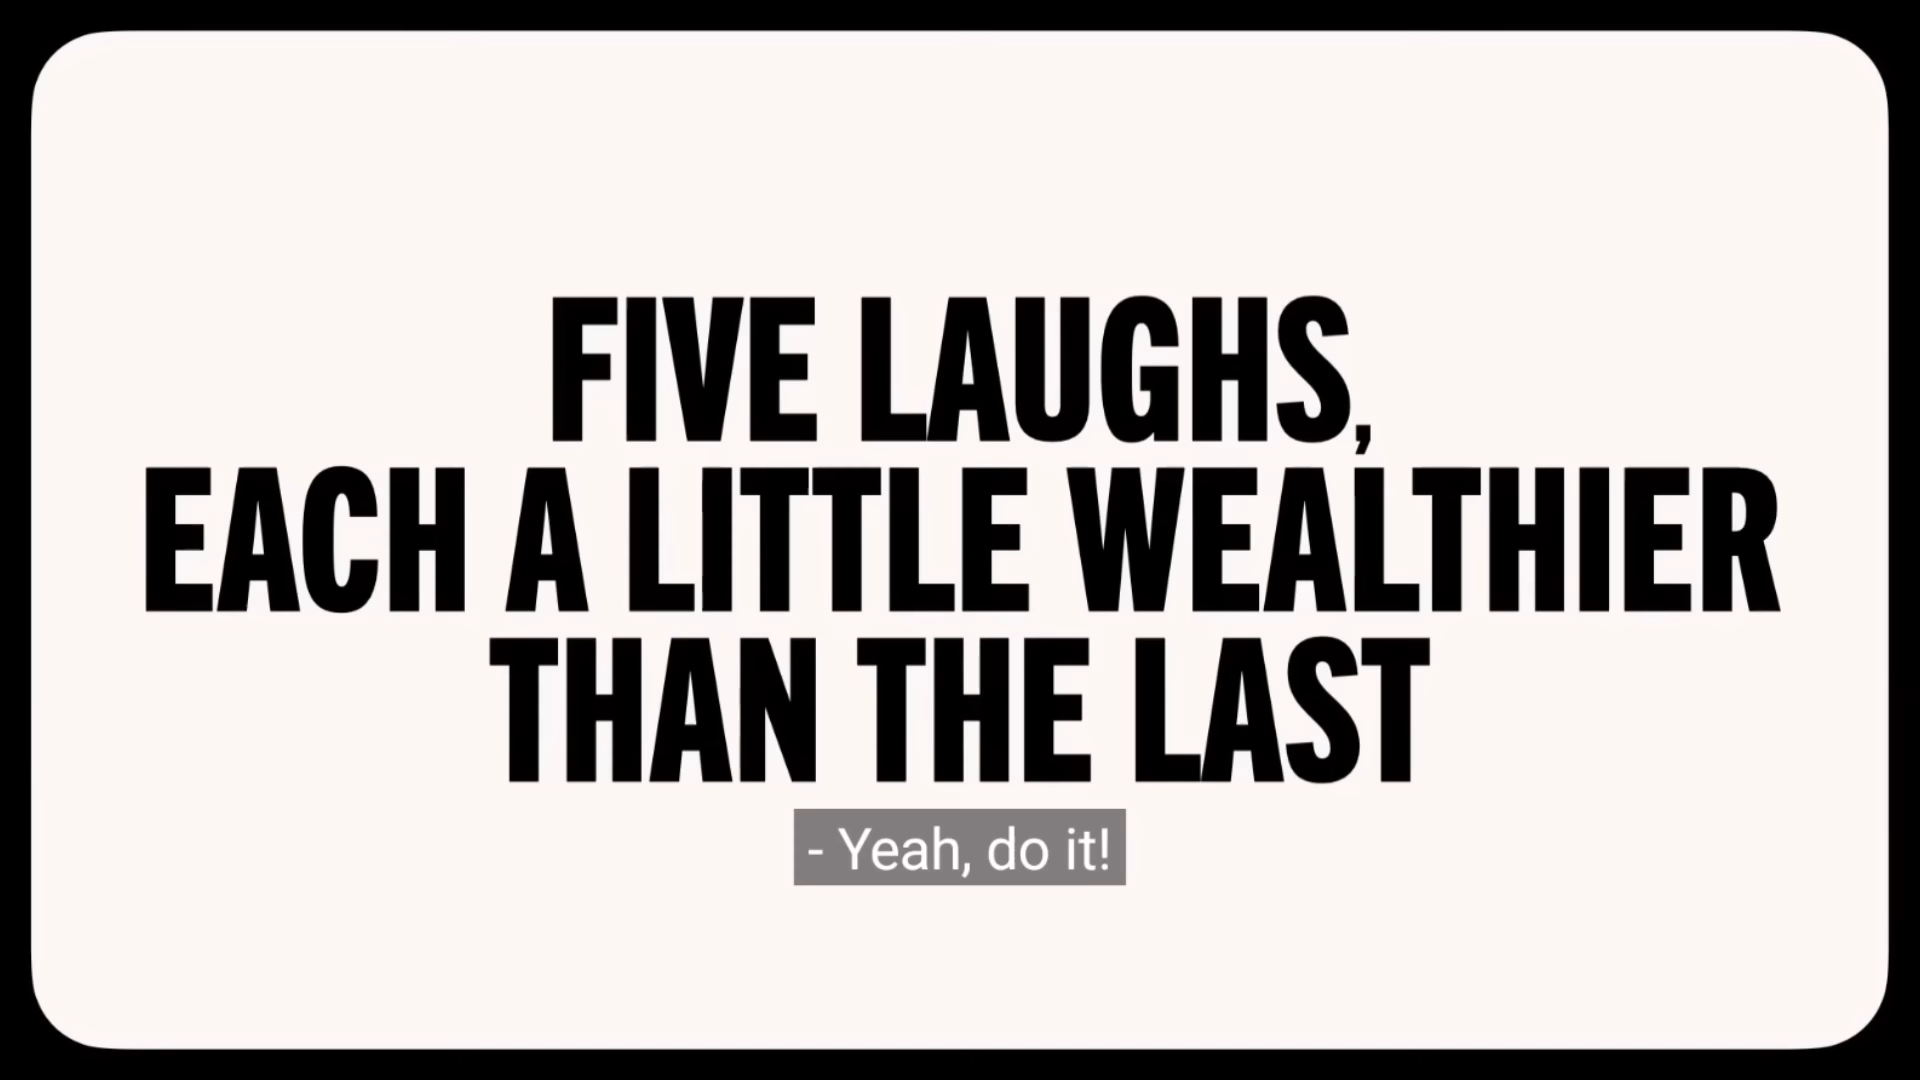 FIVE LAUGHS,
EACH A LITTLE WEALTHIER
THAN THE LAST
- Yeah, do it!